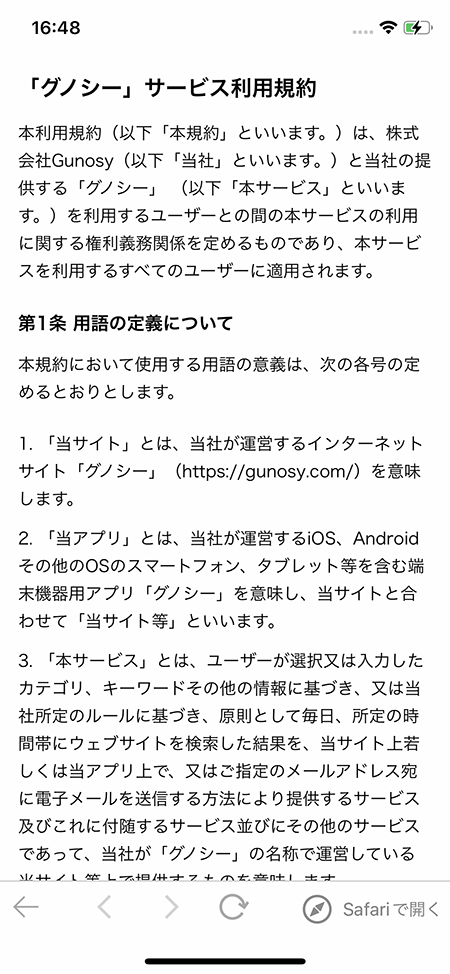 16:48
「グノシー」サービス利用規約
本利用規約（以下「本規約」といいます。）は、株式
会社Gunosy（以下「当社」といいます。）と当社の提
供する「グノシー」 （以下「本サービス」といいま
す。）を利用するユーザーとの間の本サービスの利用
に関する権利義務関係を定めるものであり、本サービ
スを利用するすべてのユーザーに適用されます。
第1条 用語の定義について
本規約において使用する用語の意義は、次の各号の定
めるとおりとします。
1. 「当サイト」とは、当社が運営するインターネット
サイト「グノシー」（https://gunosy.com/）を意味
します。
2. 「当アプリ」とは、当社が運営するiOS、Android
その他のOSのスマートフォン、タブレット等を含む端
末機器用アプリ「グノシー」を意味し、当サイトと合
わせて「当サイト等」といいます。
3. 「本サービス」とは、ユーザーが選択又は入力した
カテゴリ、キーワードその他の情報に基づき、又は当
社所定のルールに基づき、原則として毎日、所定の時
間帯にウェブサイトを検索した結果を、当サイト上若
しくは当アプリ上で、又はご指定のメールアドレス宛
に電子メールを送信する方法により提供するサービス
及びこれに付随するサービス並びにその他のサービス
であって、当社が「グノシー」の名称で運営している
当サイト等上で提供するものを意味します。
Safariで開く